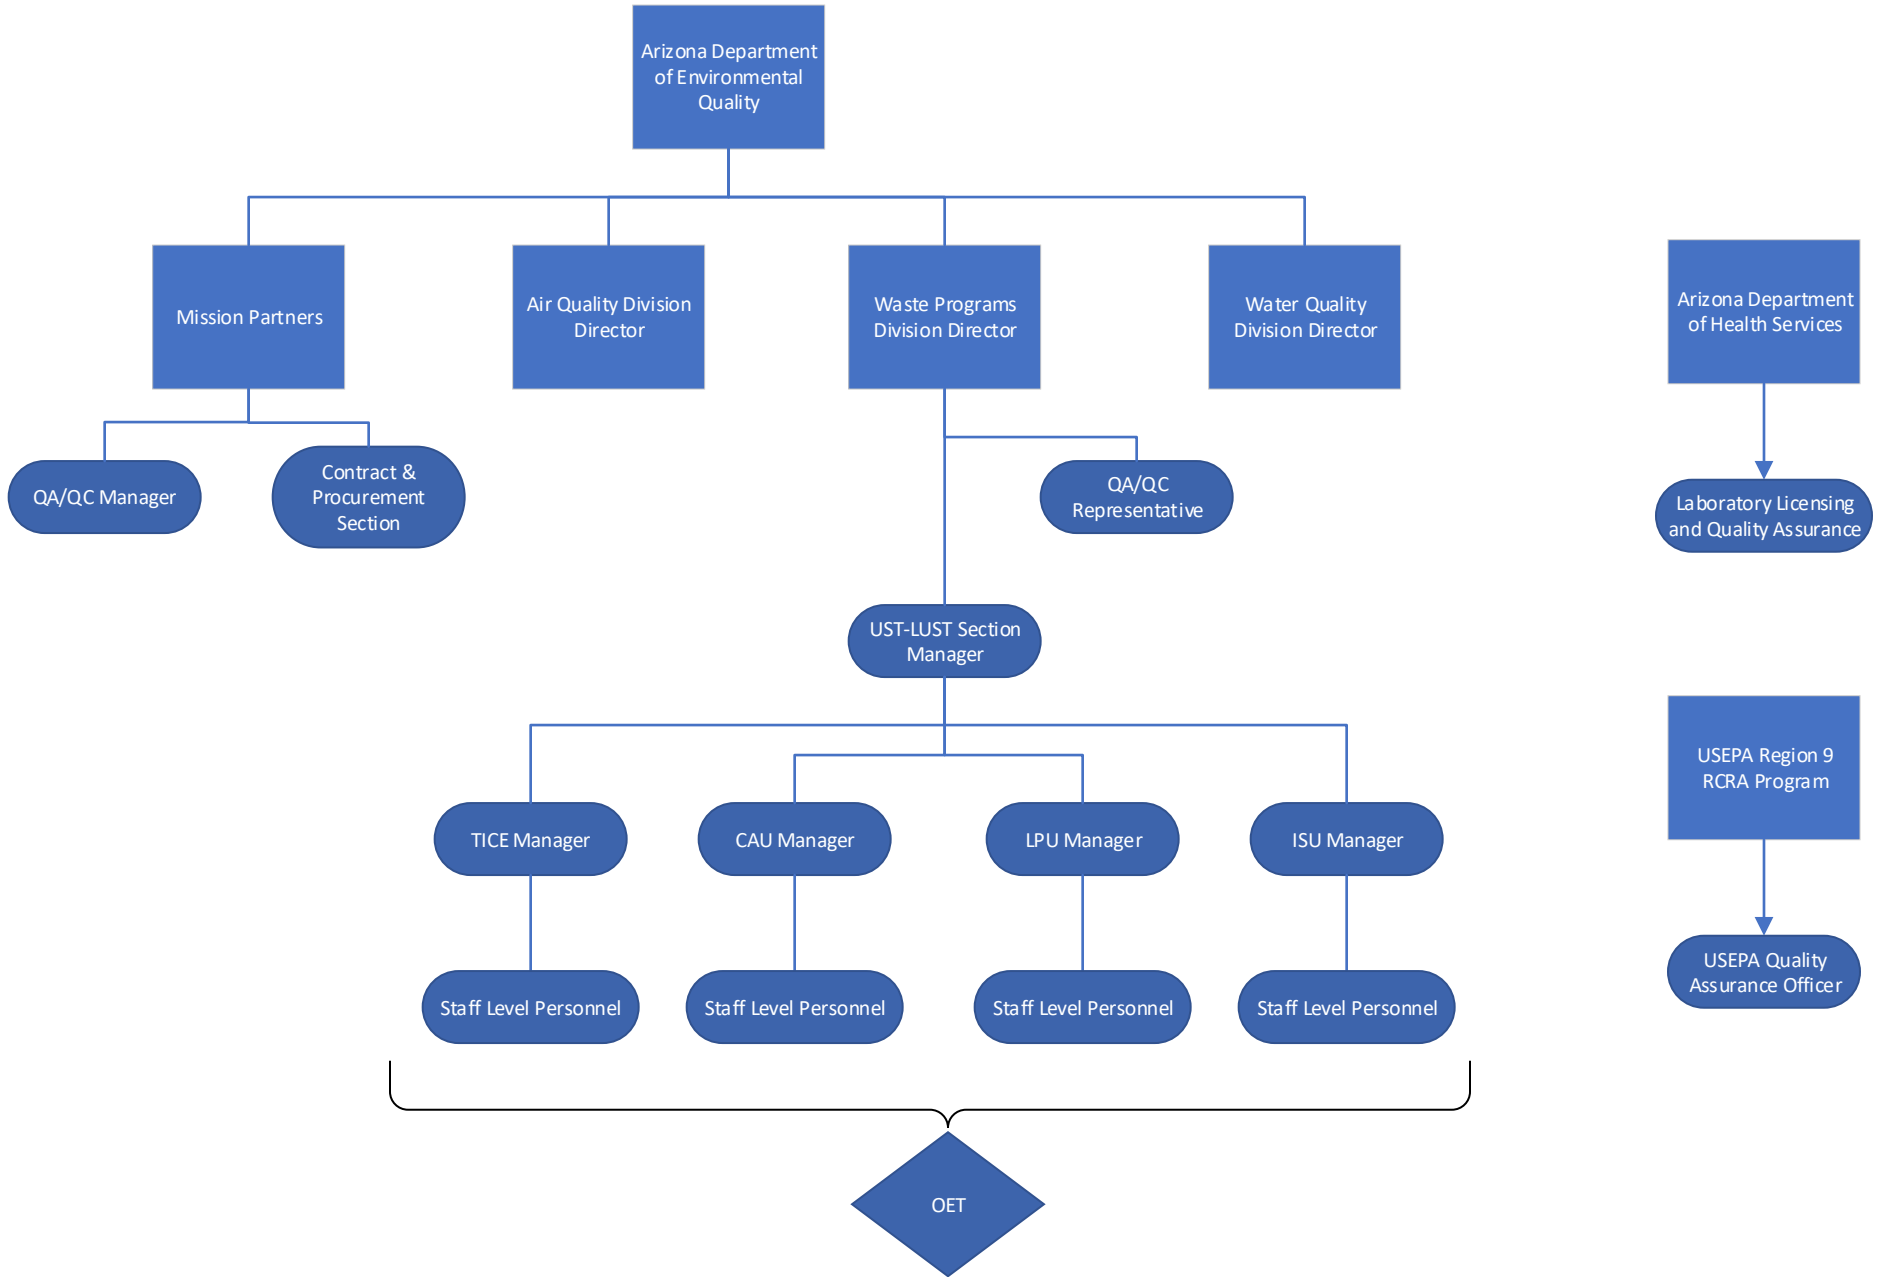 Arizona Department
of Environmental
Quality
Mission Partners
Air Quality Division
Director
Waste Programs
Division Director
Water Quality
Division Director
Arizona Department
of Health Services
QA/QC Manager
Contract &
Procurement
Section
QA/QC
Representative
Laboratory Licensing
and Quality Assurance
UST-LUST Section
Manager
USEPA Region 9
RCRA Program
TICE Manager
CAU Manager
LPU Manager
ISU Manager
USEPA Quality
Assurance Officer
Staff Level Personnel
Staff Level Personnel
Staff Level Personnel
Staff Level Personnel
OET